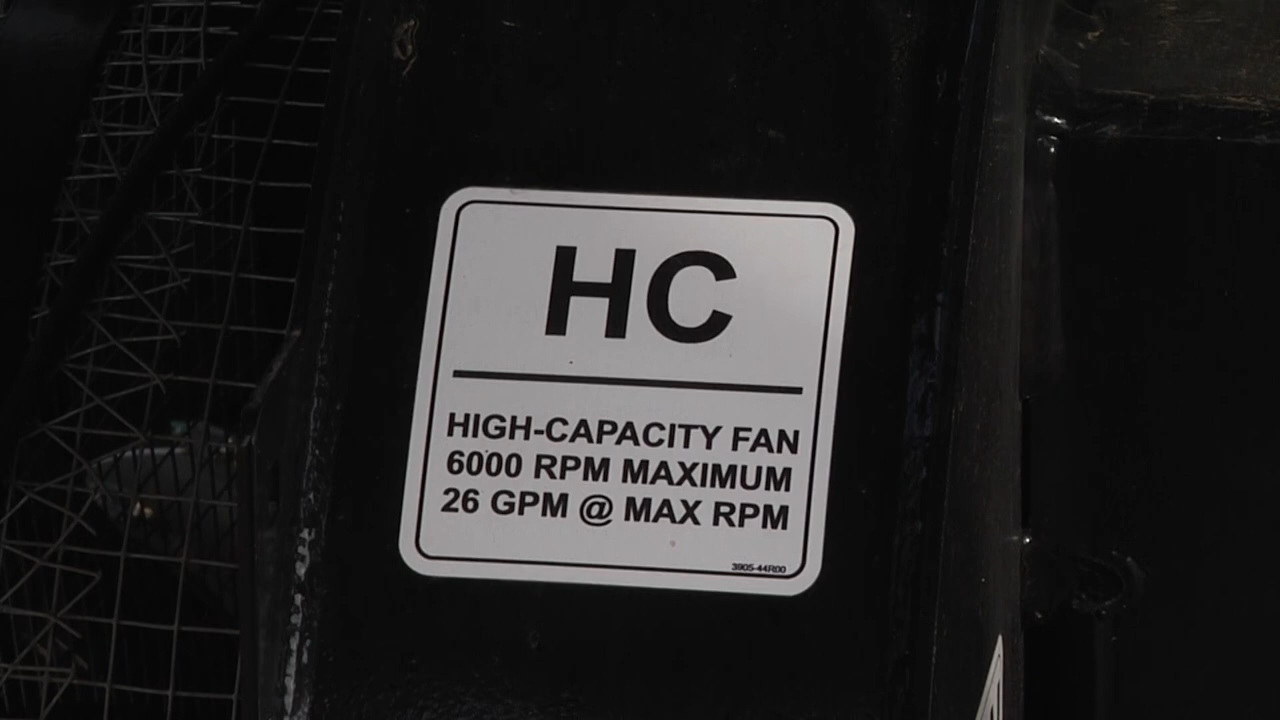 HC
HIGH-CAPACITY FAN
6000 RPM MAXIMUM
26 GPM @ MAX RPM
3905-44R00